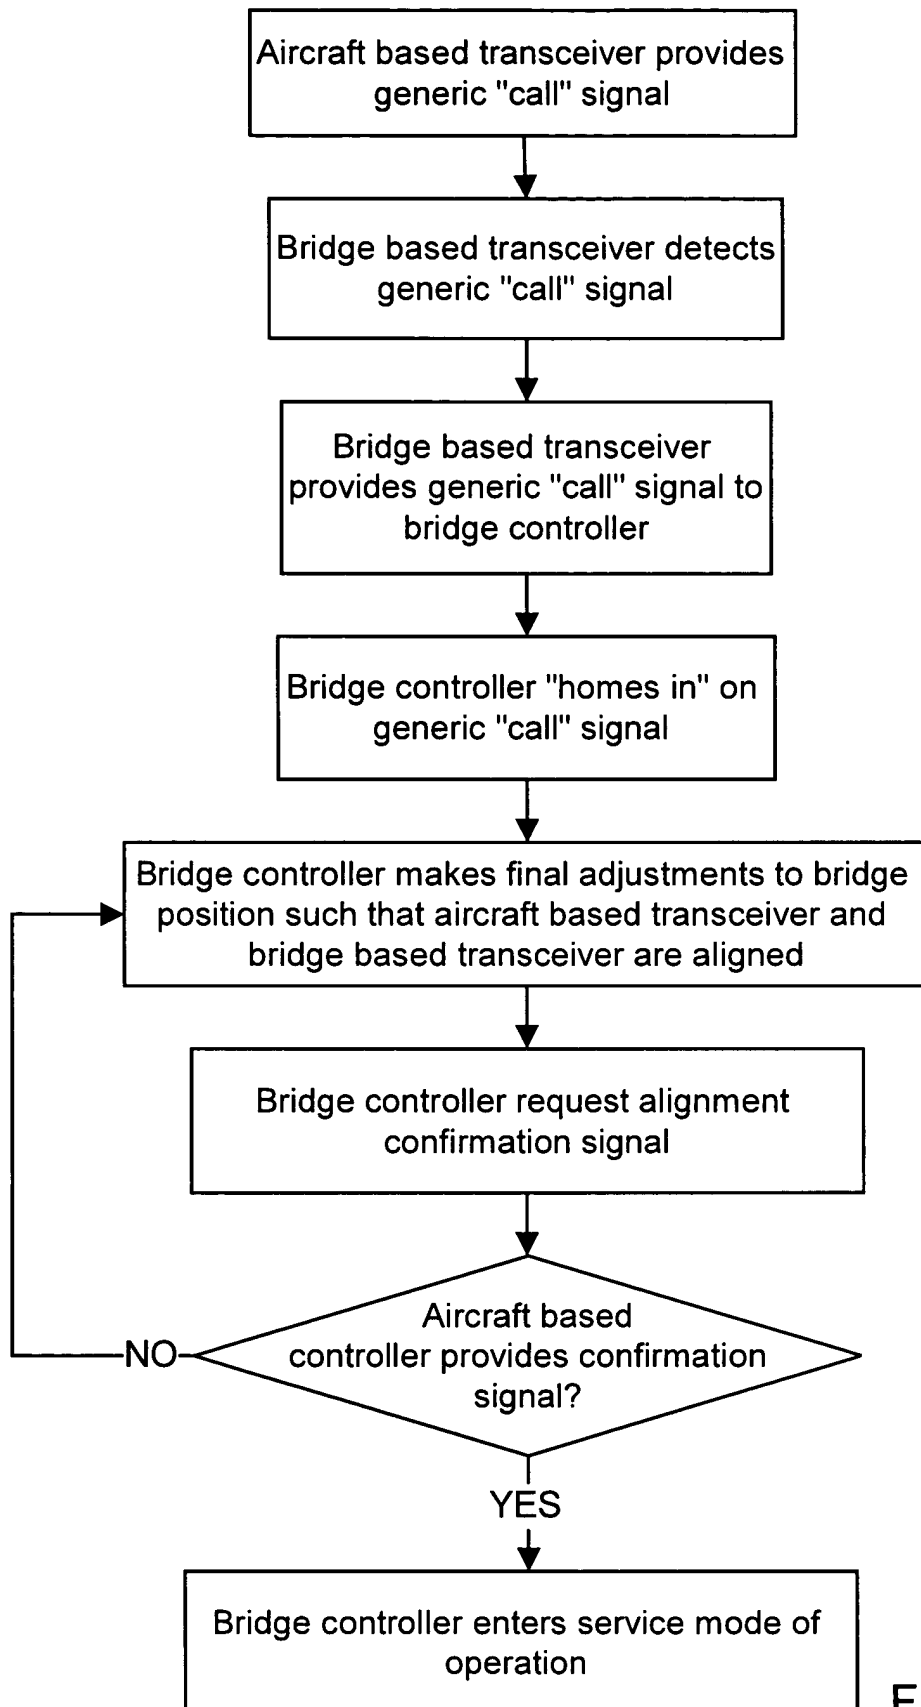 Aircraft based transceiver provides
generic "call" signal
Bridge based transceiver detects
generic "call" signal
Bridge based transceiver
provides generic "call" signal to
bridge controller
Bridge controller "homes in" on
generic "call" signal
Bridge controller makes final adjustments to bridge
position such that aircraft based transceiver and
bridge based transceiver are aligned
Bridge controller request alignment
confirmation signal
Aircraft based
controller provides confirmation
signal?
NO
YES
Bridge controller enters service mode of
operation